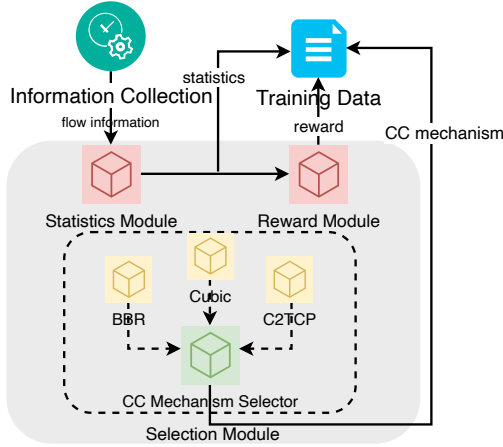 statistics
Information Collection
Training Data
flow information
reward
CC mechanism
Statistics Module
Reward Module
Cubic
BBR
C2TCP
CC Mechanism Selector
Selection Module